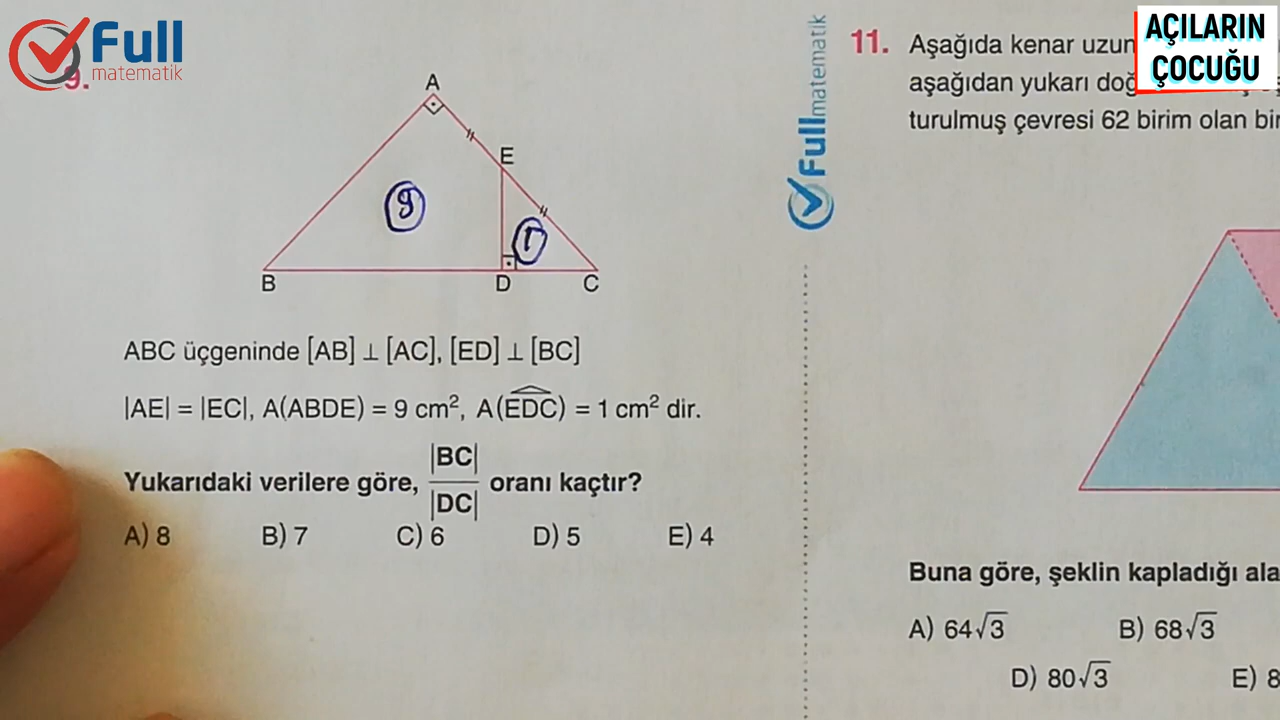 Full
matematik
9.
A
E
9
1
B
D
C
ABC üçgeninde [AB] ⊥ [AC], [ED] ⊥ [BC]
|AE| = |EC|, A(ABDE) = 9 cm², A(EDC) = 1 cm² dir.
Yukarıdaki verilere göre, |BC| / |DC| oranı kaçtır?
A) 8 B) 7 C) 6 D) 5 E) 4
Full matematik
AÇILARIN
ÇOCUĞU
11. Aşağıda kenar uzun
aşağıdan yukarı doğ
turulmuş çevresi 62 birim olan bir
Buna göre, şeklin kapladığı ala
A) 64√3 B) 68√3
D) 80√3 E) 8